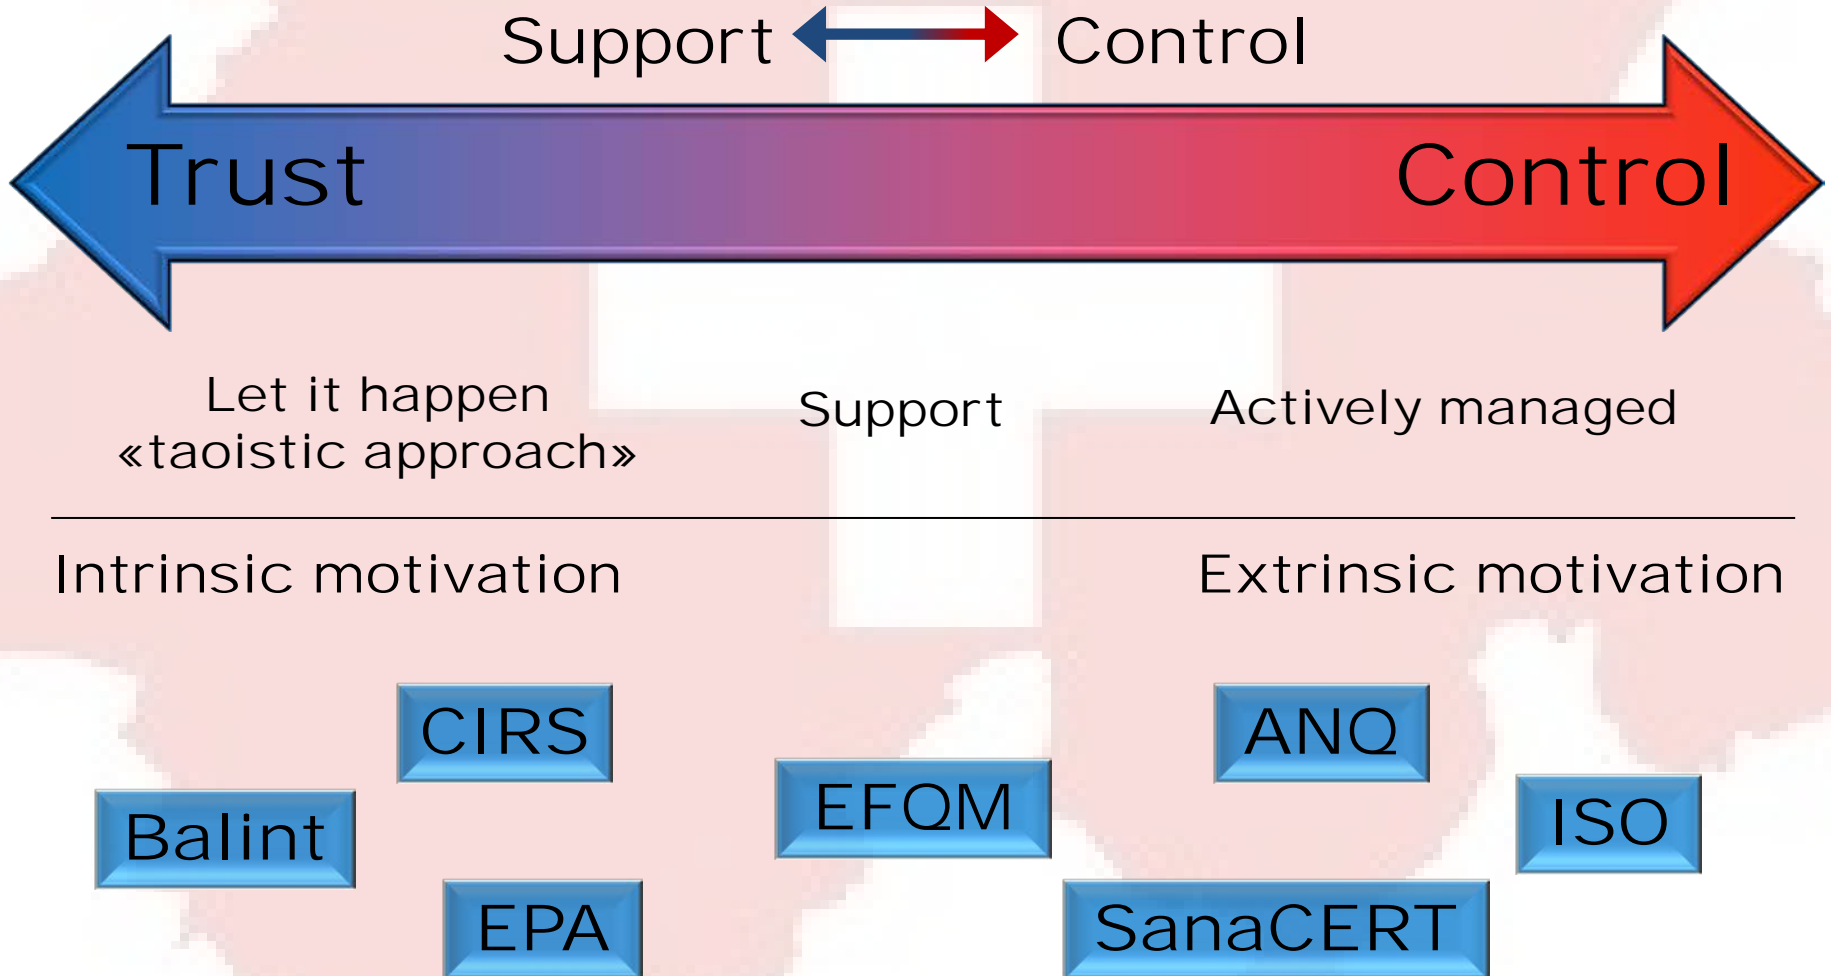 Support Control
Trust Control
Let it happen
«taoistic approach»
Support
Actively managed
Intrinsic motivation
Extrinsic motivation
CIRS
ANQ
Balint
EFQM
ISO
EPA
SanaCERT